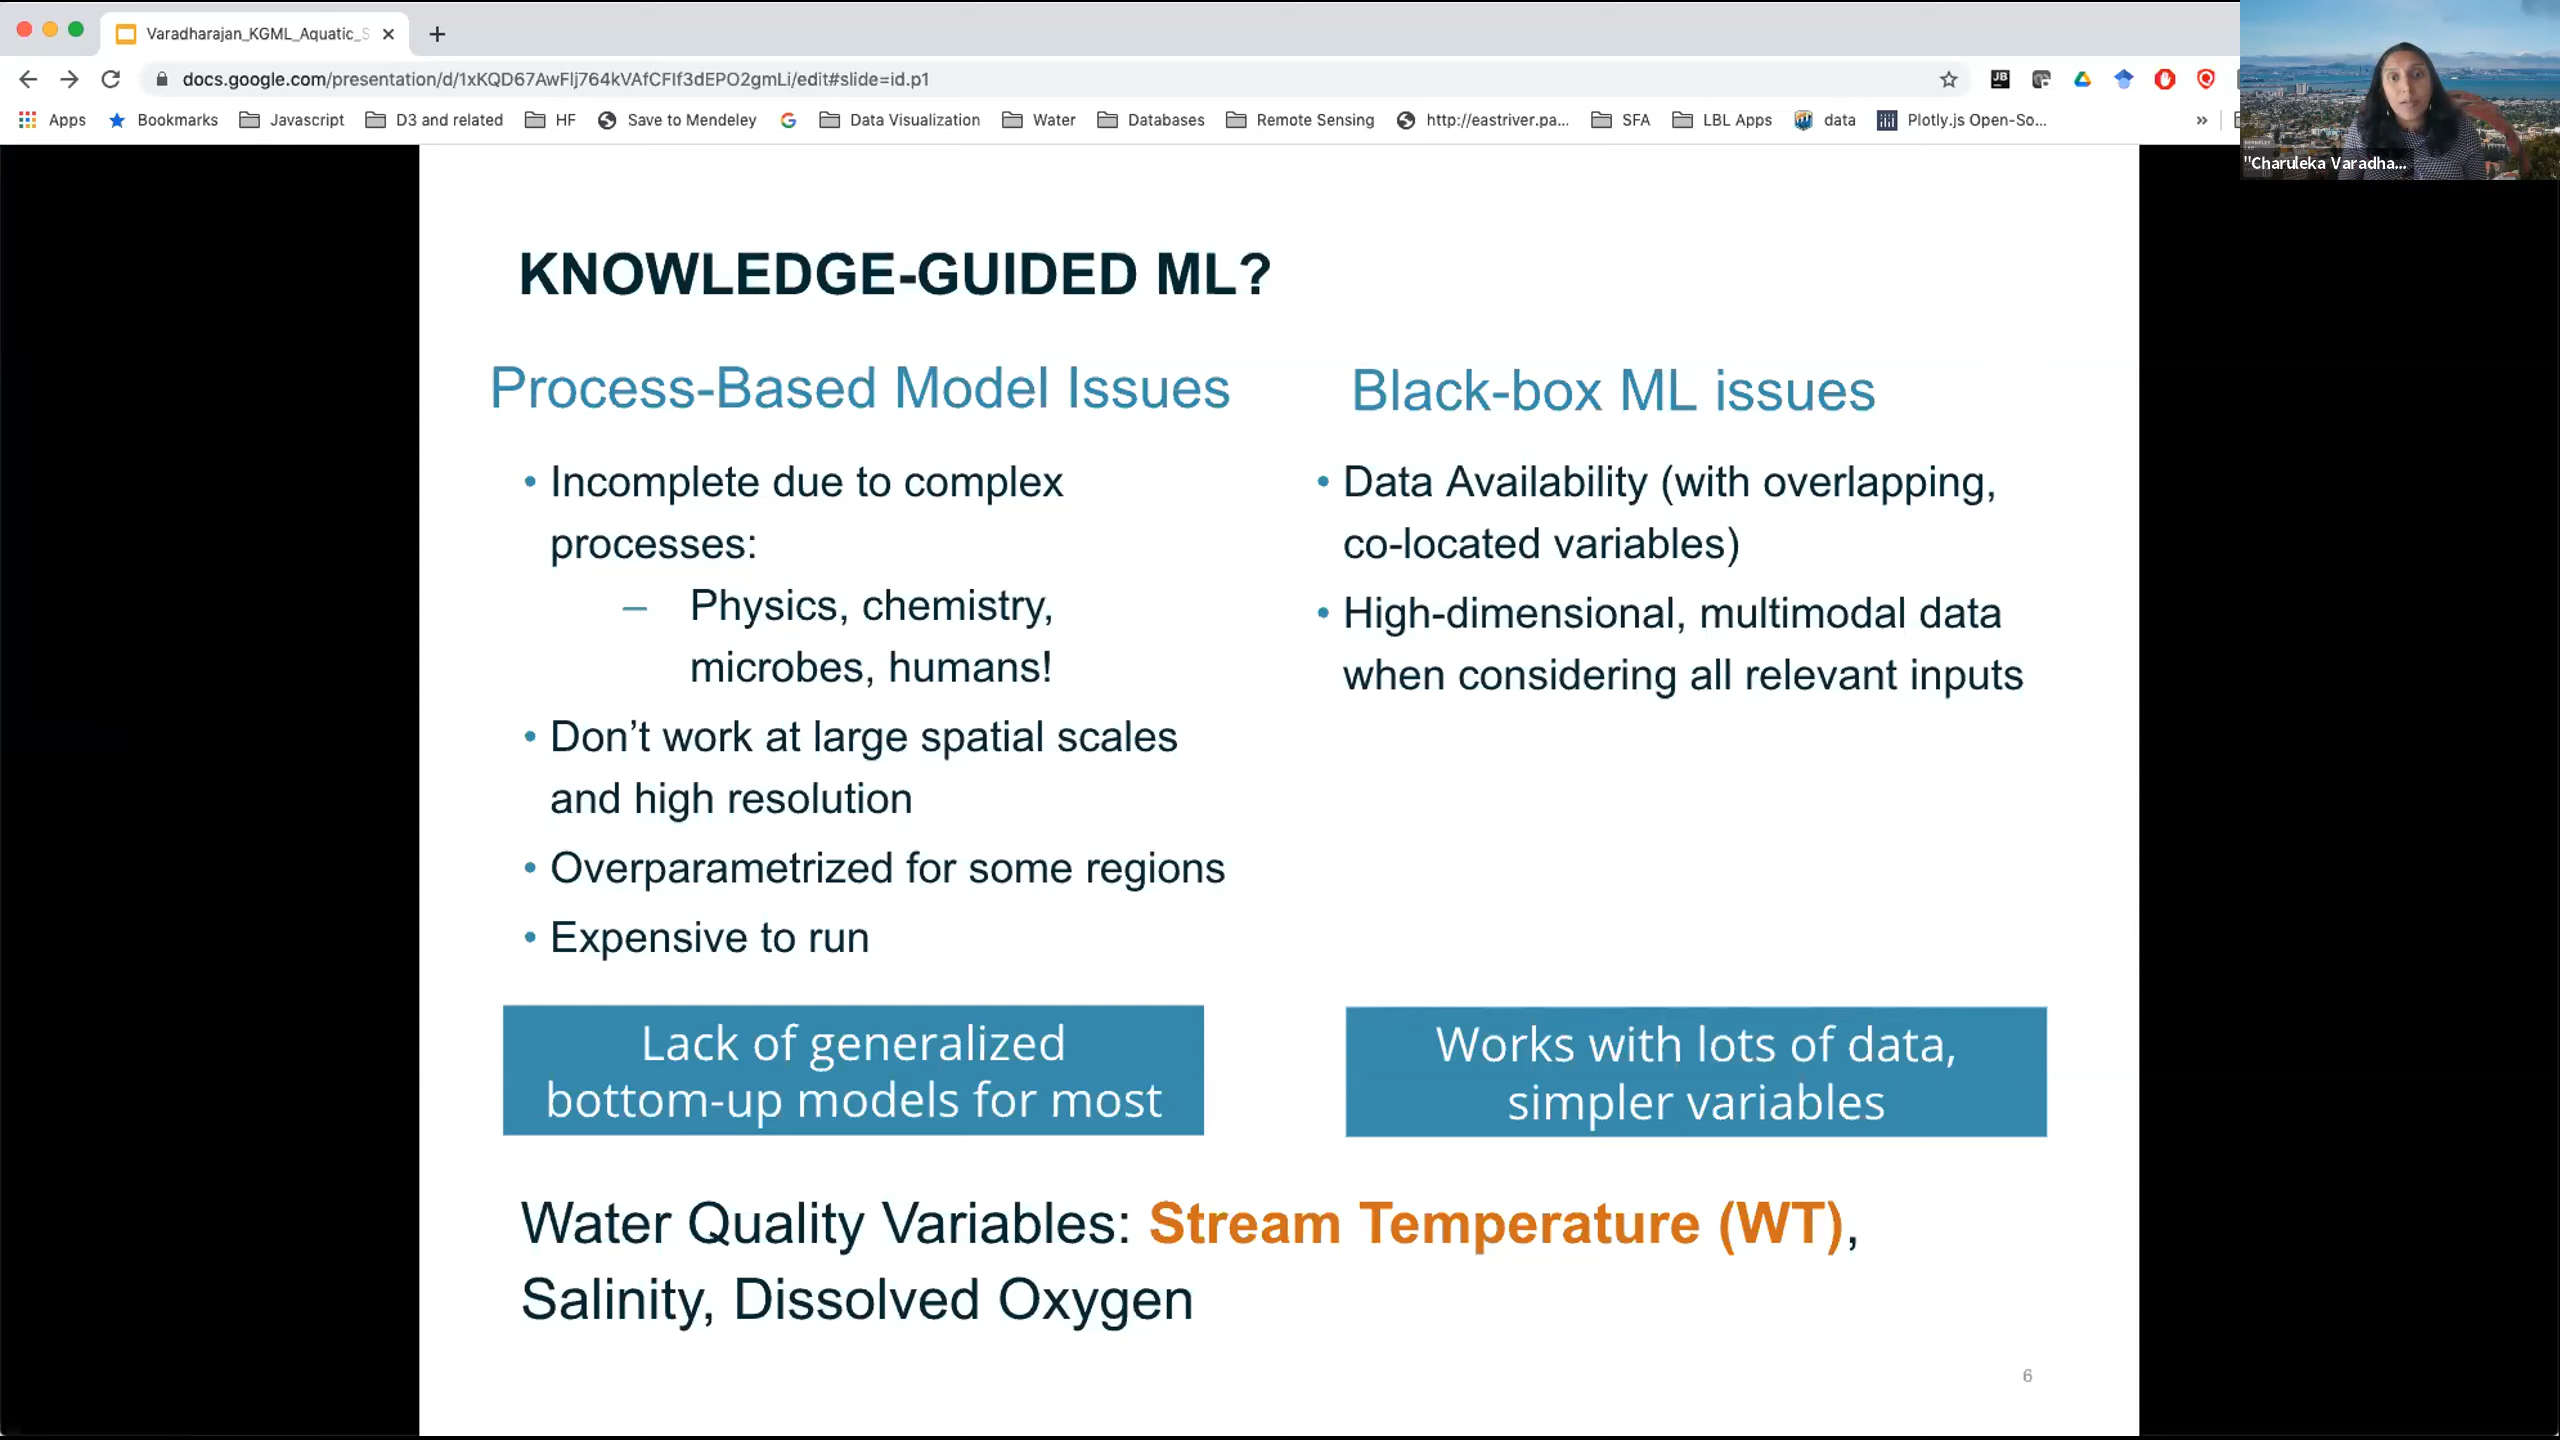 Varadharajan_KGML_Aquatic_S
docs.google.com/presentation/d/1xKQD67AwFlj764kVAfCFlf3dEPO2gmLi/edit#slide=id.p1
Apps Bookmarks Javascript D3 and related HF Save to Mendeley Data Visualization Water Databases Remote Sensing http://eastriver.pa... SFA LBL Apps data Plotly.js Open-So... »
"Charuleka Varadha...
KNOWLEDGE-GUIDED ML?
Process-Based Model Issues
• Incomplete due to complex
processes:
– Physics, chemistry,
microbes, humans!
• Don’t work at large spatial scales
and high resolution
• Overparametrized for some regions
• Expensive to run
Lack of generalized
bottom-up models for most
Black-box ML issues
• Data Availability (with overlapping,
co-located variables)
• High-dimensional, multimodal data
when considering all relevant inputs
Works with lots of data,
simpler variables
Water Quality Variables: Stream Temperature (WT),
Salinity, Dissolved Oxygen
6